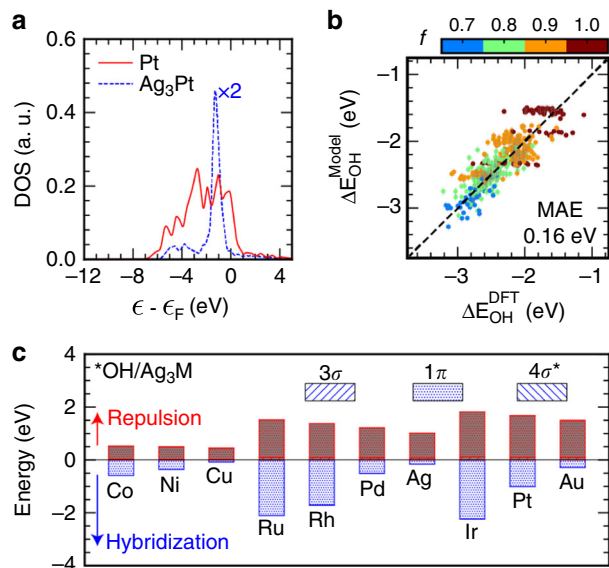 a
0.6
0.4
0.2
0.0
DOS (a. u.)
Pt
Ag₃Pt
×2
−12 −8 −4 0 4
ϵ - ϵ_F (eV)
b
f 0.7 0.8 0.9 1.0
−1
−2
−3
ΔE_OH^Model (eV)
MAE
0.16 eV
−3 −2 −1
ΔE_OH^DFT (eV)
c
4
2
0
−2
−4
Energy (eV)
*OH/Ag₃M
3σ 1π 4σ*
Repulsion
Hybridization
Co Ni Cu Ru Rh Pd Ag Ir Pt Au